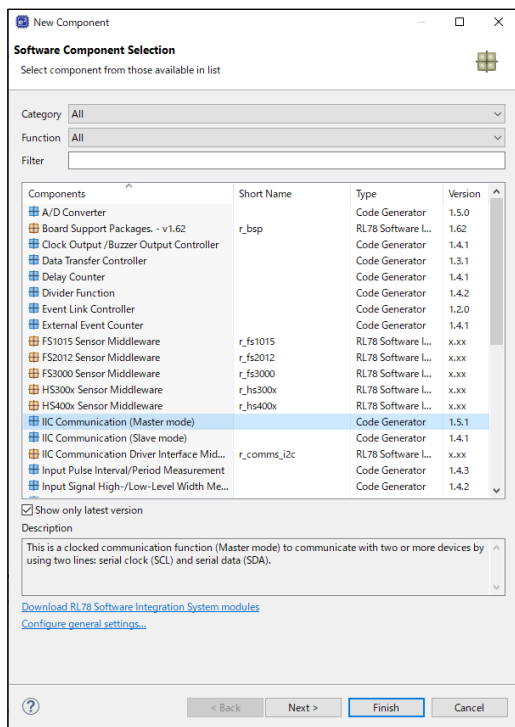 New Component
Software Component Selection
Select component from those available in list
Category All
Function All
Filter
Components Short Name Type Version
A/D Converter Code Generator 1.5.0
Board Support Packages. - v1.62 r_bsp RL78 Software I... 1.62
Clock Output /Buzzer Output Controller Code Generator 1.4.1
Data Transfer Controller Code Generator 1.3.1
Delay Counter Code Generator 1.4.1
Divider Function Code Generator 1.4.2
Event Link Controller Code Generator 1.2.0
External Event Counter Code Generator 1.4.1
FS1015 Sensor Middleware r_fs1015 RL78 Software I... x.xx
FS2012 Sensor Middleware r_fs2012 RL78 Software I... x.xx
FS3000 Sensor Middleware r_fs3000 RL78 Software I... x.xx
HS300x Sensor Middleware r_hs300x RL78 Software I... x.xx
HS400x Sensor Middleware r_hs400x RL78 Software I... x.xx
IIC Communication (Master mode) Code Generator 1.5.1
IIC Communication (Slave mode) Code Generator 1.4.1
IIC Communication Driver Interface Mid... r_comms_i2c RL78 Software I... x.xx
Input Pulse Interval/Period Measurement Code Generator 1.4.3
Input Signal High-/Low-Level Width Me... Code Generator 1.4.2
Show only latest version
Description
This is a clocked communication function (Master mode) to communicate with two or more devices by
using two lines: serial clock (SCL) and serial data (SDA).
Download RL78 Software Integration System modules
Configure general settings...
? < Back Next > Finish Cancel